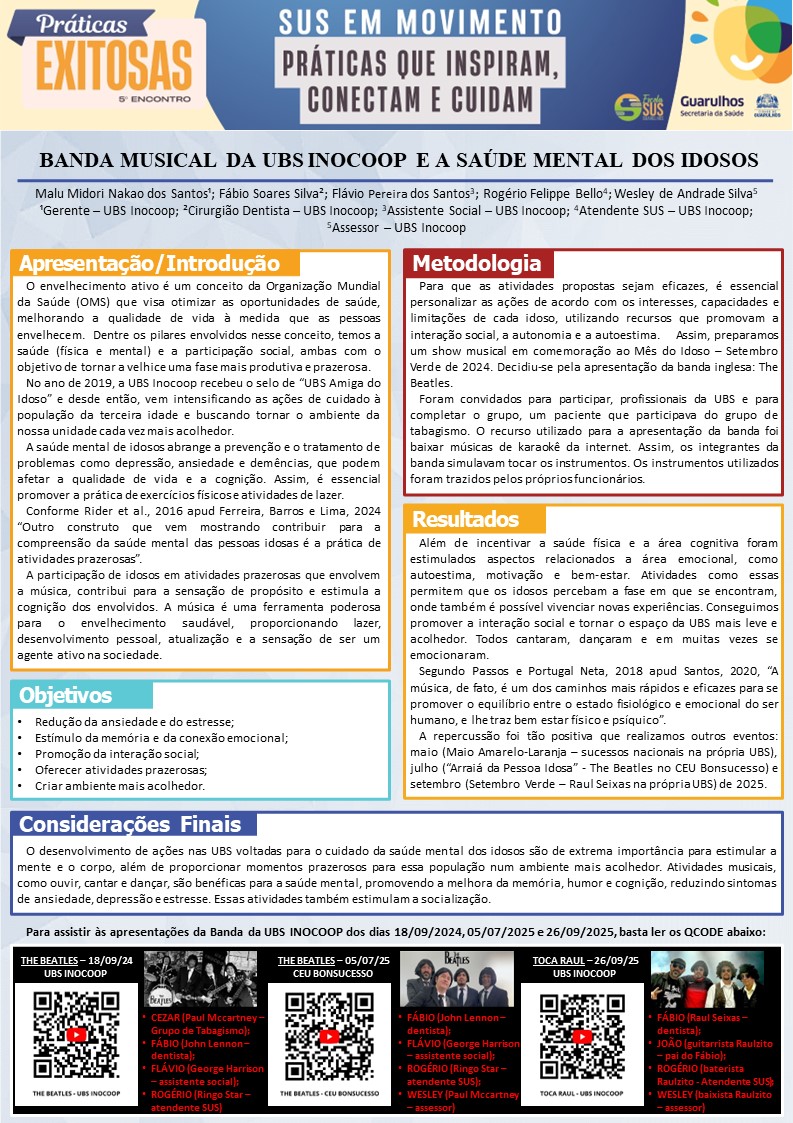 Práticas
EXITOSAS
5º ENCONTRO
SUS EM MOVIMENTO
PRÁTICAS QUE INSPIRAM,
CONECTAM E CUIDAM
Escola
SUS
Guarulhos
Secretaria da Saúde
GUARULHOS
BANDA MUSICAL DA UBS INOCOOP E A SAÚDE MENTAL DOS IDOSOS
Malu Midori Nakao dos Santos¹; Fábio Soares Silva²; Flávio Pereira dos Santos³; Rogério Felippe Bello⁴; Wesley de Andrade Silva⁵
¹Gerente – UBS Inocoop; ²Cirurgião Dentista – UBS Inocoop; ³Assistente Social – UBS Inocoop; ⁴Atendente SUS – UBS Inocoop;
⁵Assessor – UBS Inocoop
Apresentação/Introdução
O envelhecimento ativo é um conceito da Organização Mundial
da Saúde (OMS) que visa otimizar as oportunidades de saúde,
melhorando a qualidade de vida à medida que as pessoas
envelhecem. Dentre os pilares envolvidos nesse conceito, temos a
saúde (física e mental) e a participação social, ambas com o
objetivo de tornar a velhice uma fase mais produtiva e prazerosa.
No ano de 2019, a UBS Inocoop recebeu o selo de “UBS Amiga do
Idoso” e desde então, vem intensificando as ações de cuidado à
população da terceira idade e buscando tornar o ambiente da
nossa unidade cada vez mais acolhedor.
A saúde mental de idosos abrange a prevenção e o tratamento de
problemas como depressão, ansiedade e demências, que podem
afetar a qualidade de vida e a cognição. Assim, é essencial
promover a prática de exercícios físicos e atividades de lazer.
Conforme Rider et al., 2016 apud Ferreira, Barros e Lima, 2024
“Outro construto que vem mostrando contribuir para a
compreensão da saúde mental das pessoas idosas é a prática de
atividades prazerosas”.
A participação de idosos em atividades prazerosas que envolvem
a música, contribui para a sensação de propósito e estimula a
cognição dos envolvidos. A música é uma ferramenta poderosa
para o envelhecimento saudável, proporcionando lazer,
desenvolvimento pessoal, atualização e a sensação de ser um
agente ativo na sociedade.
Objetivos
• Redução da ansiedade e do estresse;
• Estímulo da memória e da conexão emocional;
• Promoção da interação social;
• Oferecer atividades prazerosas;
• Criar ambiente mais acolhedor.
Metodologia
Para que as atividades propostas sejam eficazes, é essencial
personalizar as ações de acordo com os interesses, capacidades e
limitações de cada idoso, utilizando recursos que promovam a
interação social, a autonomia e a autoestima. Assim, preparamos
um show musical em comemoração ao Mês do Idoso – Setembro
Verde de 2024. Decidiu-se pela apresentação da banda inglesa: The
Beatles.
Foram convidados para participar, profissionais da UBS e para
completar o grupo, um paciente que participava do grupo de
tabagismo. O recurso utilizado para a apresentação da banda foi
baixar músicas de karaokê da internet. Assim, os integrantes da
banda simulavam tocar os instrumentos. Os instrumentos utilizados
foram trazidos pelos próprios funcionários.
Resultados
Além de incentivar a saúde física e a área cognitiva foram
estimulados aspectos relacionados a área emocional, como
autoestima, motivação e bem-estar. Atividades como essas
permitem que os idosos percebam a fase em que se encontram,
onde também é possível vivenciar novas experiências. Conseguimos
promover a interação social e tornar o espaço da UBS mais leve e
acolhedor. Todos cantaram, dançaram e em muitas vezes se
emocionaram.
Segundo Passos e Portugal Neta, 2018 apud Santos, 2020, “A
música, de fato, é um dos caminhos mais rápidos e eficazes para se
promover o equilíbrio entre o estado fisiológico e emocional do ser
humano, e lhe traz bem estar físico e psíquico”.
A repercussão foi tão positiva que realizamos outros eventos:
maio (Maio Amarelo-Laranja – sucessos nacionais na própria UBS),
julho (“Arraiá da Pessoa Idosa” - The Beatles no CEU Bonsucesso) e
setembro (Setembro Verde – Raul Seixas na própria UBS) de 2025.
Considerações Finais
O desenvolvimento de ações nas UBS voltadas para o cuidado da saúde mental dos idosos são de extrema importância para estimular a
mente e o corpo, além de proporcionar momentos prazerosos para essa população num ambiente mais acolhedor. Atividades musicais,
como ouvir, cantar e dançar, são benéficas para a saúde mental, promovendo a melhora da memória, humor e cognição, reduzindo sintomas
de ansiedade, depressão e estresse. Essas atividades também estimulam a socialização.
Para assistir às apresentações da Banda da UBS INOCOOP dos dias 18/09/2024, 05/07/2025 e 26/09/2025, basta ler os QCODE abaixo:
THE BEATLES – 18/09/24
UBS INOCOOP
THE BEATLES - UBS INOCOOP
THE BEATLES
• CEZAR (Paul Mccartney –
Grupo de Tabagismo);
• FÁBIO (John Lennon –
dentista);
• FLÁVIO (George Harrison
– assistente social);
• ROGÉRIO (Ringo Star –
atendente SUS)
THE BEATLES – 05/07/25
CEU BONSUCESSO
THE BEATLES - CEU BONSUCESSO
THE BEATLES
• FÁBIO (John Lennon –
dentista);
• FLÁVIO (George Harrison
– assistente social);
• ROGÉRIO (Ringo Star –
atendente SUS);
• WESLEY (Paul Mccartney
– assessor)
TOCA RAUL – 26/09/25
UBS INOCOOP
TOCA RAUL - UBS INOCOOP
• FÁBIO (Raul Seixas –
dentista);
• JOÃO (guitarrista Raulzito
– pai do Fábio);
• ROGÉRIO (baterista
Raulzito - Atendente SUS);
• WESLEY (baixista Raulzito
– assessor)